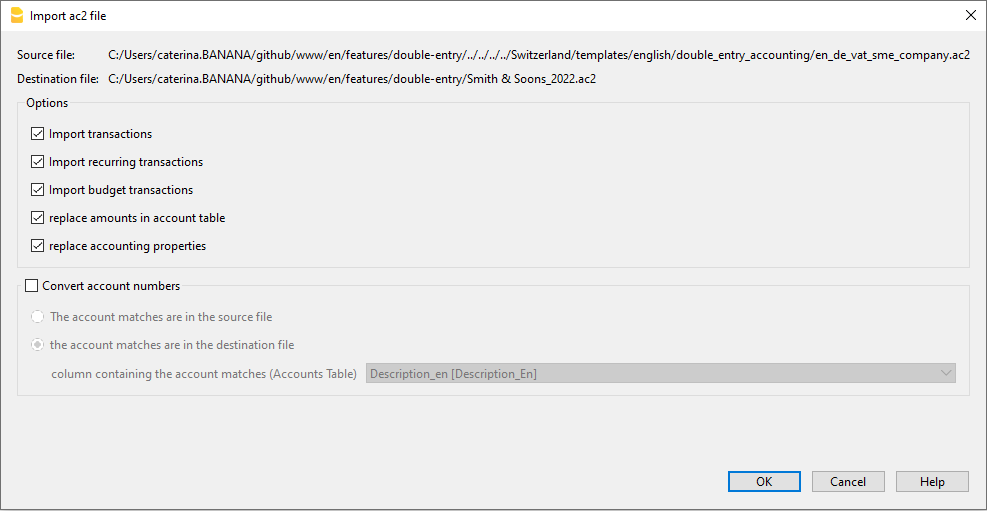 Import ac2 file
Source file: C:/Users/caterina.BANANA/github/www/en/features/double-entry/../../../../Switzerland/templates/english/double_entry_accounting/en_de_vat_sme_company.ac2
Destination file: C:/Users/caterina.BANANA/github/www/en/features/double-entry/Smith & Soons_2022.ac2
Options
Import transactions
Import recurring transactions
Import budget transactions
replace amounts in account table
replace accounting properties
Convert account numbers
The account matches are in the source file
the account matches are in the destination file
column containing the account matches (Accounts Table) Description_en [Description_En]
OK Cancel Help